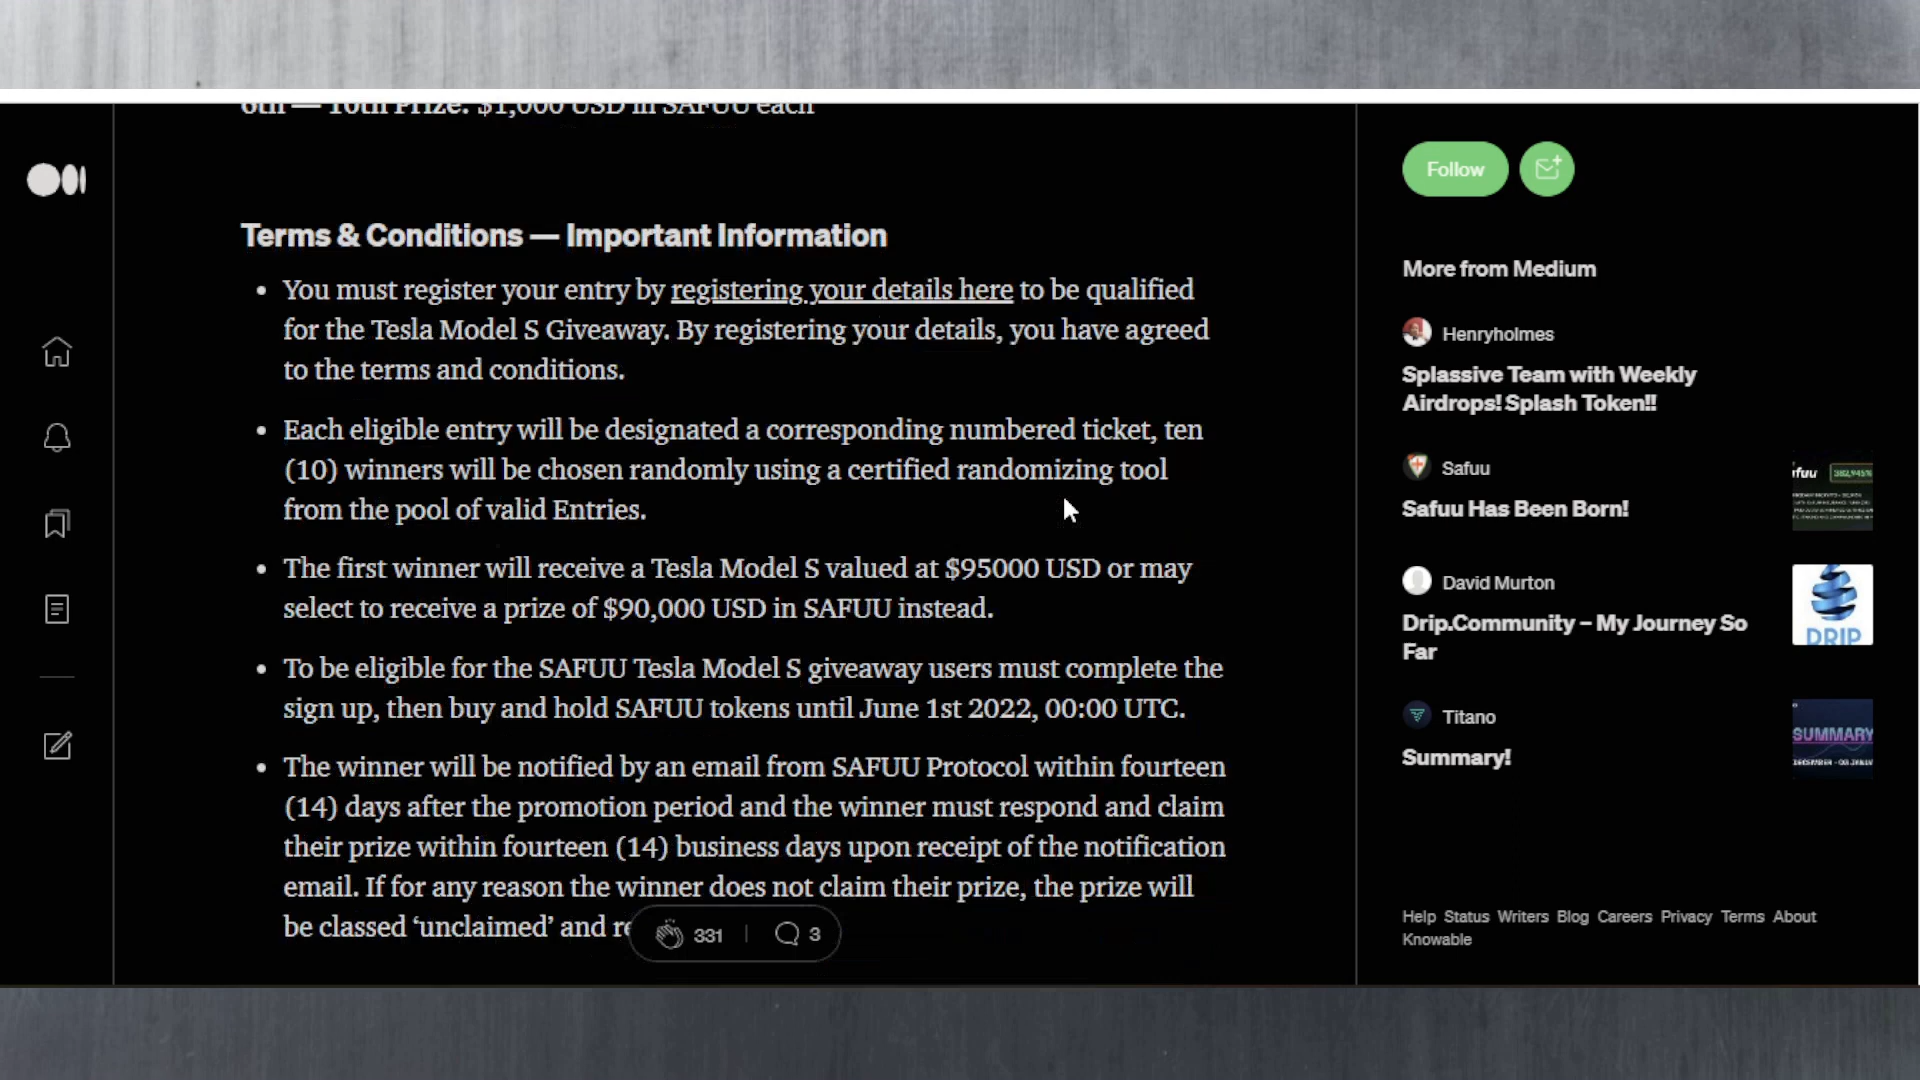 6th — 10th Prize: $1,000 USD in SAFUU each
Terms & Conditions — Important Information
• You must register your entry by registering your details here to be qualified
for the Tesla Model S Giveaway. By registering your details, you have agreed
to the terms and conditions.
• Each eligible entry will be designated a corresponding numbered ticket, ten
(10) winners will be chosen randomly using a certified randomizing tool
from the pool of valid Entries.
• The first winner will receive a Tesla Model S valued at $95000 USD or may
select to receive a prize of $90,000 USD in SAFUU instead.
• To be eligible for the SAFUU Tesla Model S giveaway users must complete the
sign up, then buy and hold SAFUU tokens until June 1st 2022, 00:00 UTC.
• The winner will be notified by an email from SAFUU Protocol within fourteen
(14) days after the promotion period and the winner must respond and claim
their prize within fourteen (14) business days upon receipt of the notification
email. If for any reason the winner does not claim their prize, the prize will
be classed ‘unclaimed’ and
331
3
Follow
More from Medium
Henryholmes
Splassive Team with Weekly
Airdrops! Splash Token!!
Safuu
Safuu Has Been Born!
382,945%
David Murton
Drip.Community – My Journey So
Far
DRIP
Titano
Summary!
SUMMARY
Help Status Writers Blog Careers Privacy Terms About
Knowable